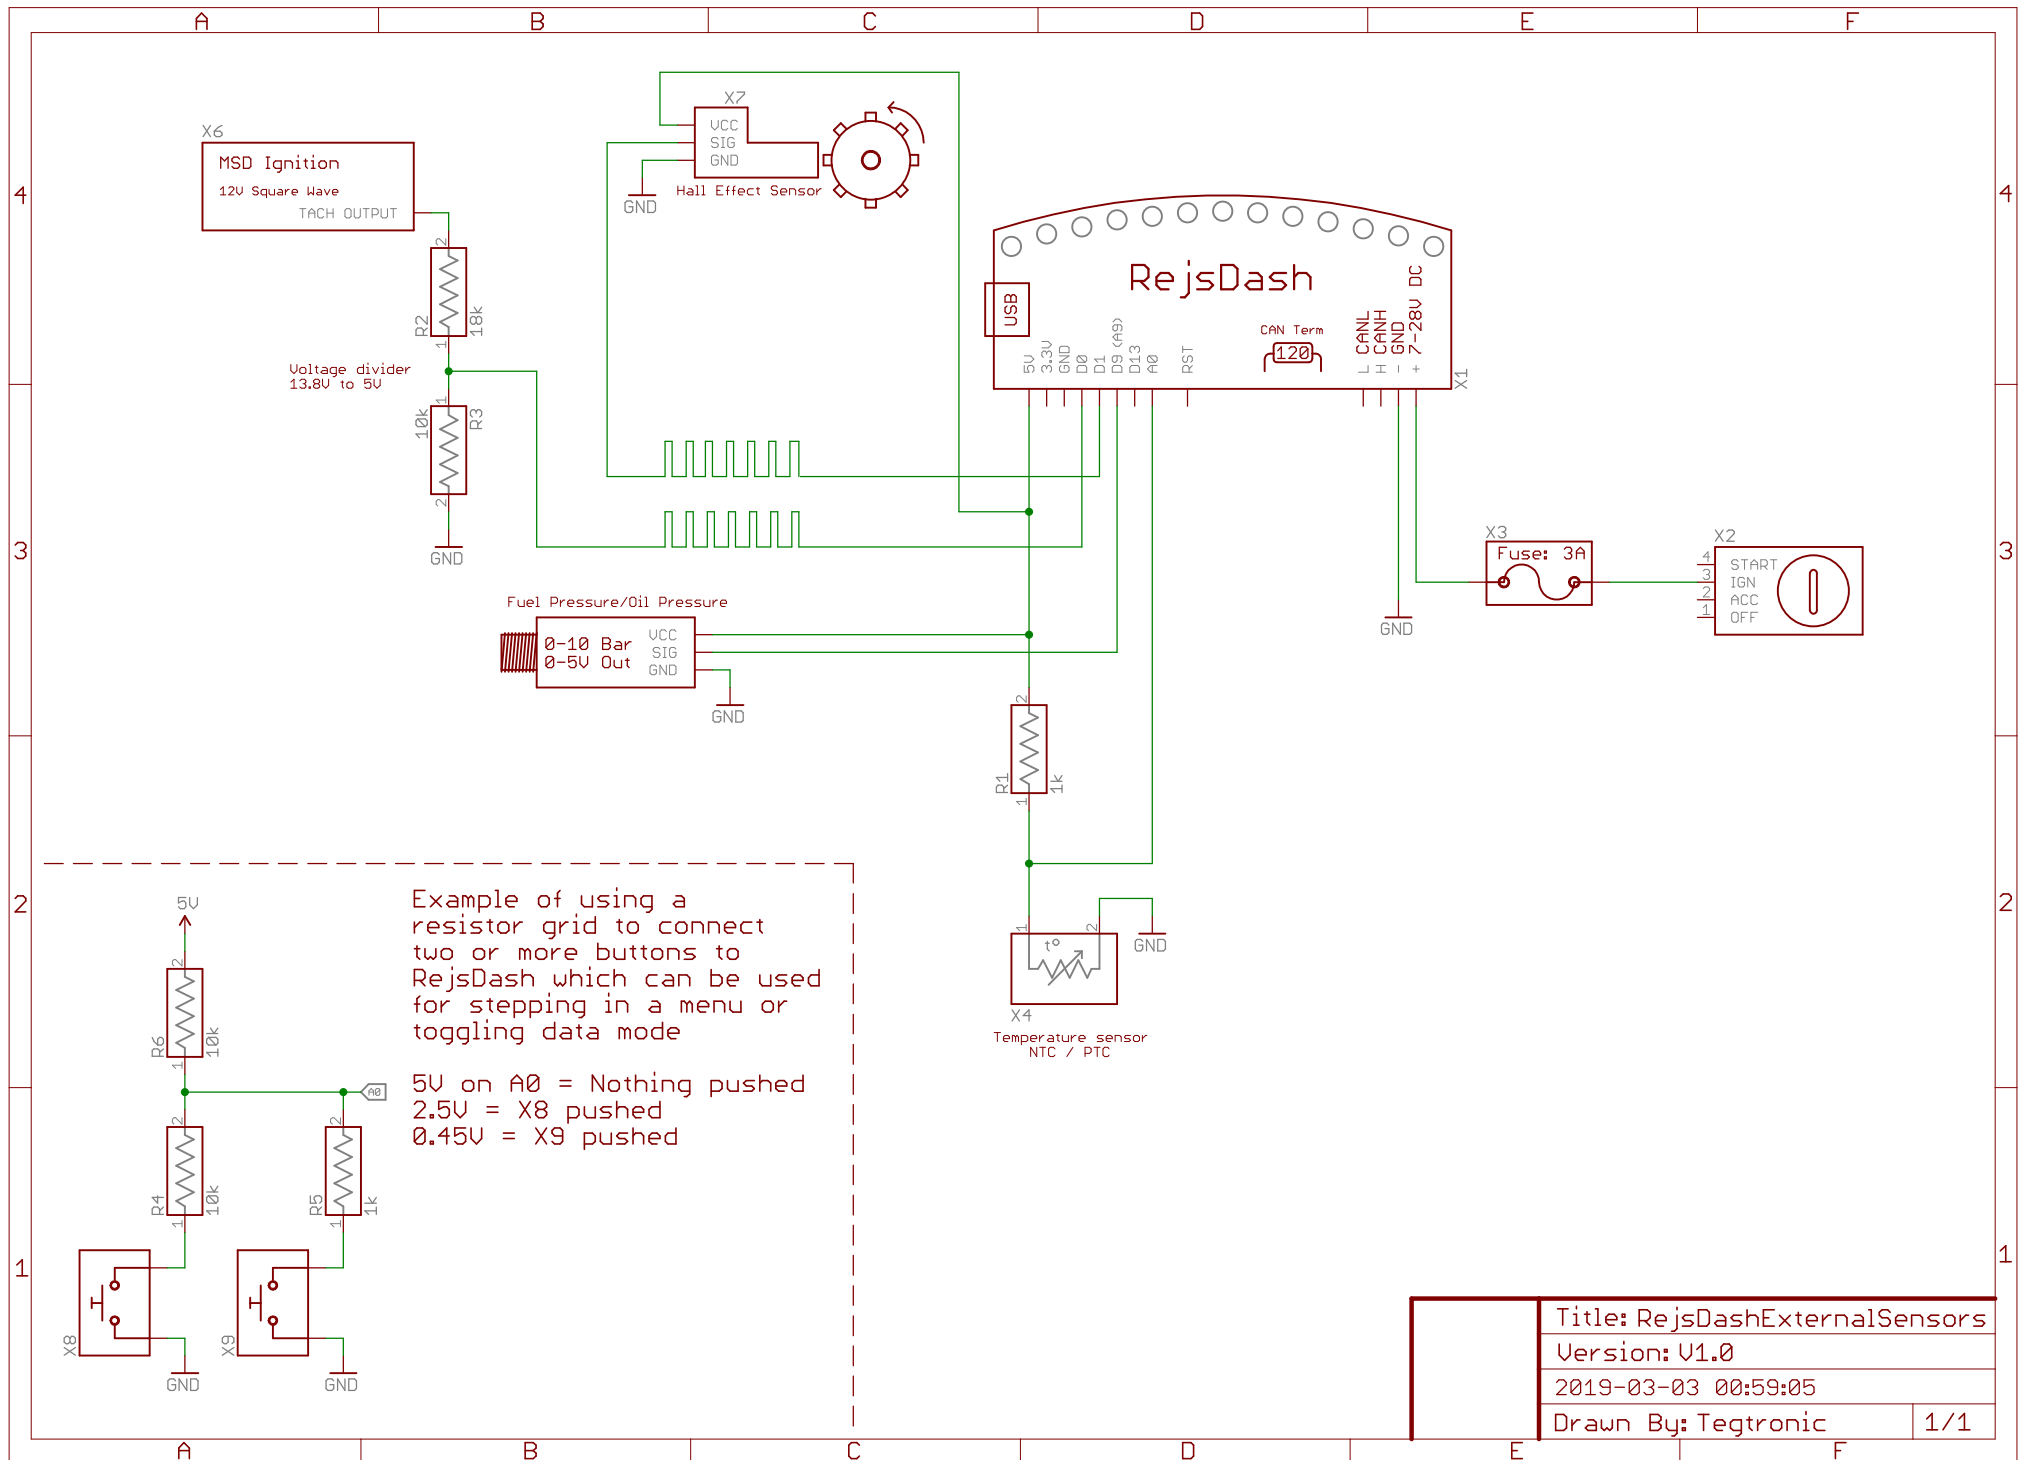 A B C D E F
4 4
3 3
2 2
1 1
A B C D E F
X6
MSD Ignition
12V Square Wave
TACH OUTPUT
X7
VCC
SIG
GND
Hall Effect Sensor
GND
2
R2
18k
1
Voltage divider
13.8V to 5V
1
10k
R3
2
GND
RejsDash
USB
CAN Term
120
5V
3.3V
GND
D0
D1
D9 (A9)
D13
A0
RST
L CANL
H CANH
- GND
+ 7-28V DC
X1
GND
X3
Fuse: 3A
X2
4 START
3 IGN
2 ACC
1 OFF
Fuel Pressure/Oil Pressure
0-10 Bar
0-5V Out
VCC
SIG
GND
GND
2
R1
1k
1
1
2
t°
GND
X4
Temperature sensor
NTC / PTC
5V
2
R6
10k
1
A0
2
R4
10k
1
2
R5
1k
1
X8
GND
X9
GND
Example of using a
resistor grid to connect
two or more buttons to
RejsDash which can be used
for stepping in a menu or
toggling data mode
5V on A0 = Nothing pushed
2.5V = X8 pushed
0.45V = X9 pushed
Title: RejsDashExternalSensors
Version: V1.0
2019-03-03 00:59:05
Drawn By: Tegtronic 1/1